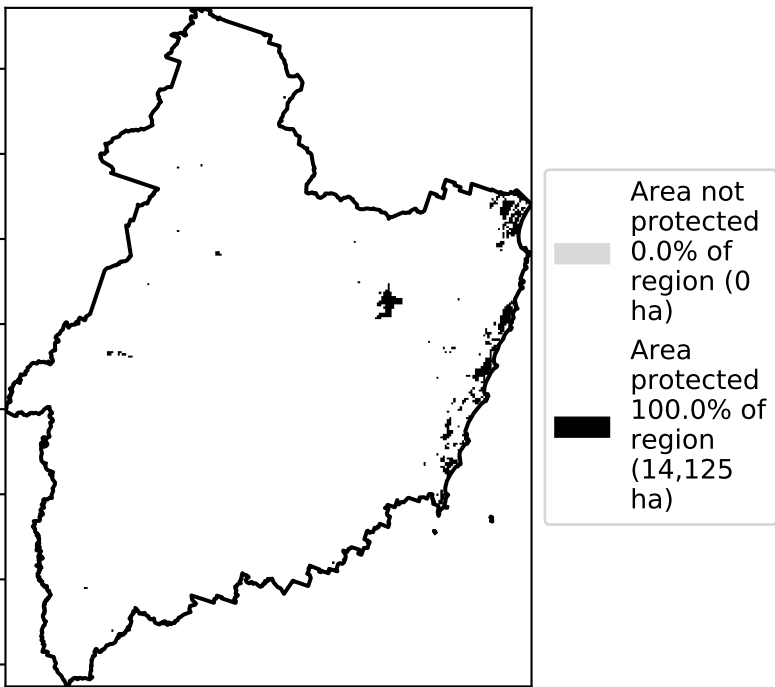 Area not
protected
0.0% of
region (0
ha)
Area
protected
100.0% of
region
(14,125
ha)